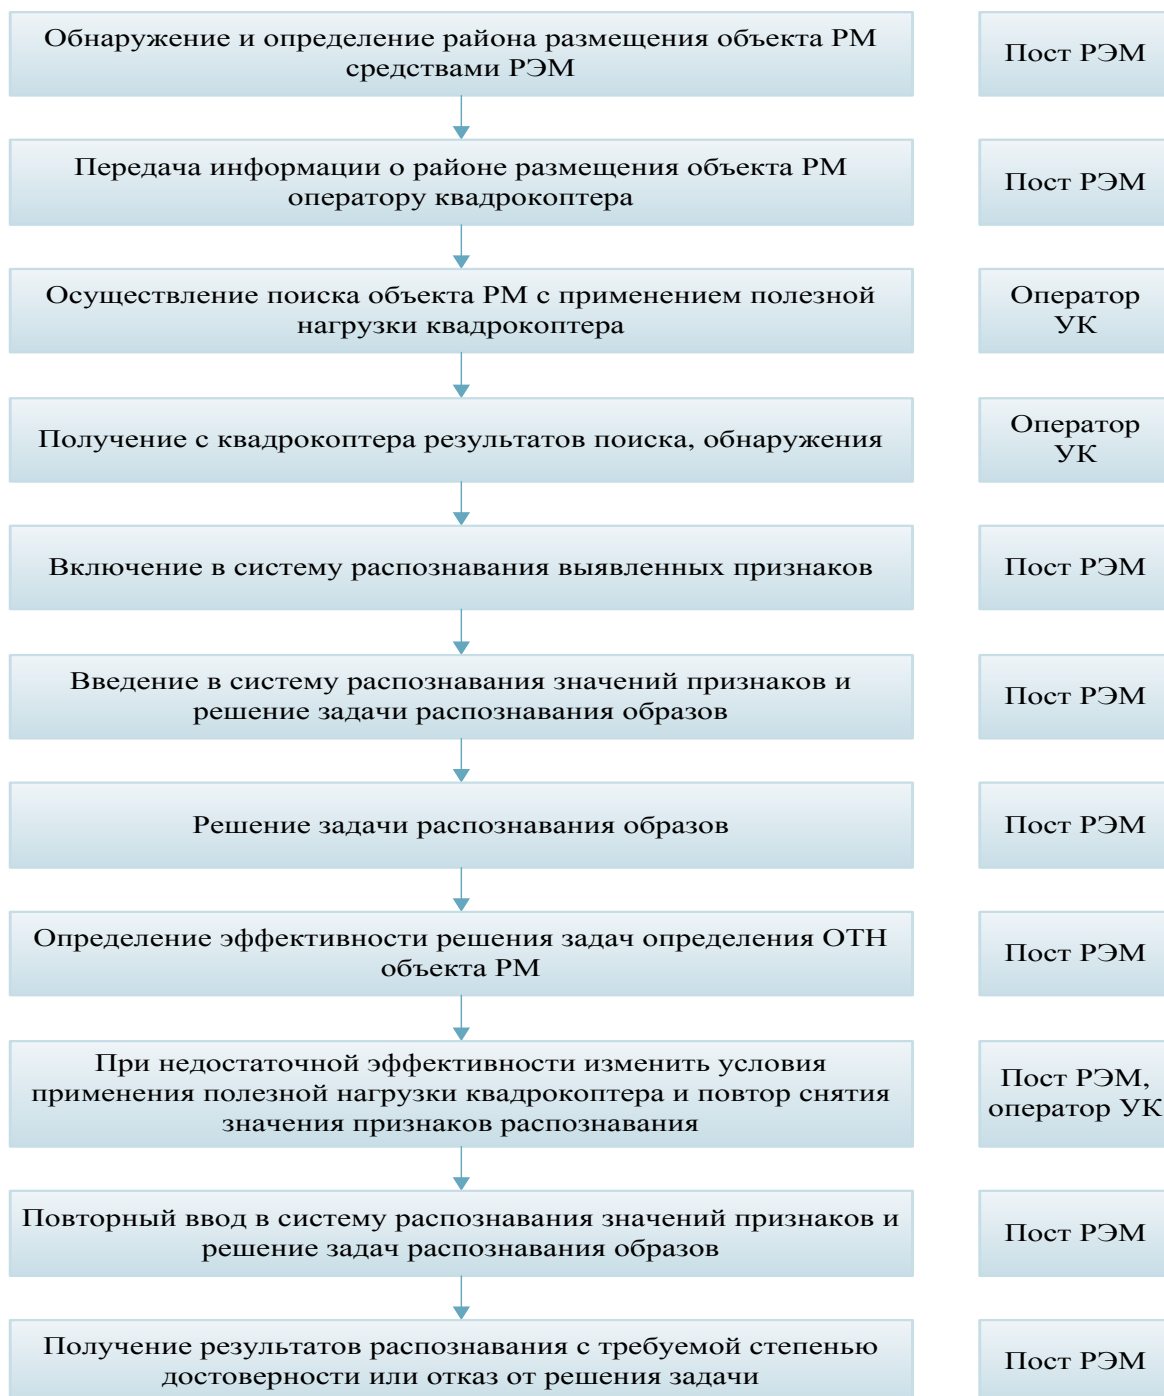 Обнаружение и определение района размещения объекта РМ
средствами РЭМ
Пост РЭМ
Передача информации о районе размещения объекта РМ
оператору квадрокоптера
Пост РЭМ
Осуществление поиска объекта РМ с применением полезной
нагрузки квадрокоптера
Оператор
УК
Получение с квадрокоптера результатов поиска, обнаружения
Оператор
УК
Включение в систему распознавания выявленных признаков
Пост РЭМ
Введение в систему распознавания значений признаков и
решение задачи распознавания образов
Пост РЭМ
Решение задачи распознавания образов
Пост РЭМ
Определение эффективности решения задач определения ОТН
объекта РМ
Пост РЭМ
При недостаточной эффективности изменить условия
применения полезной нагрузки квадрокоптера и повтор снятия
значения признаков распознавания
Пост РЭМ,
оператор УК
Повторный ввод в систему распознавания значений признаков и
решение задач распознавания образов
Пост РЭМ
Получение результатов распознавания с требуемой степенью
достоверности или отказ от решения задачи
Пост РЭМ